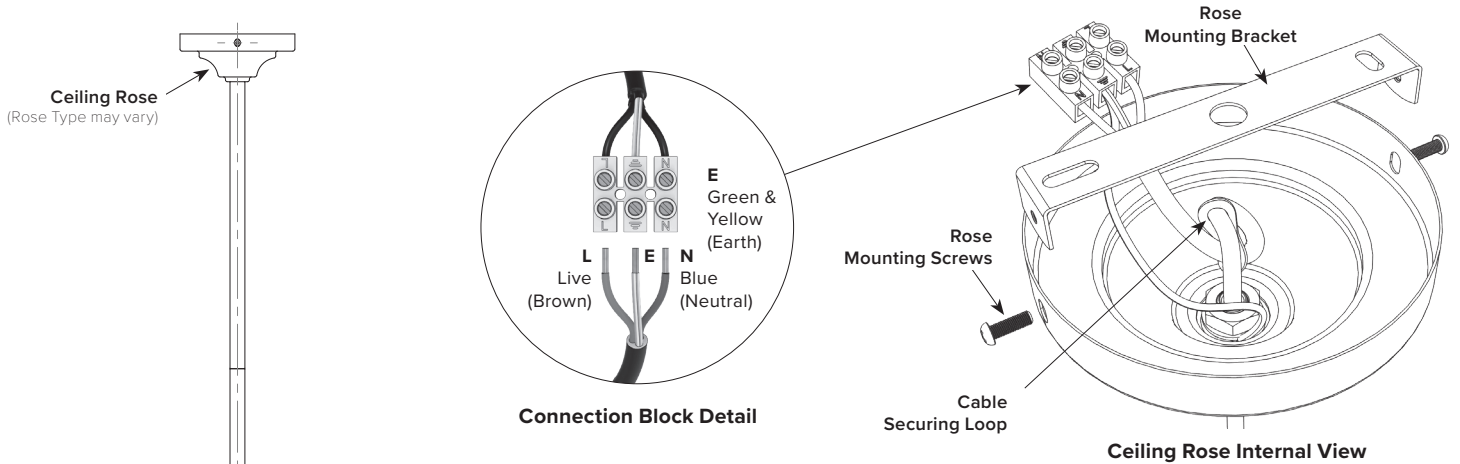 Ceiling Rose
(Rose Type may vary)
L
N
L
N
E
Green &
Yellow
(Earth)
L
E
N
Live
(Brown)
Blue
(Neutral)
Connection Block Detail
Rose
Mounting Bracket
N
L
Rose
Mounting Screws
Cable
Securing Loop
Ceiling Rose Internal View